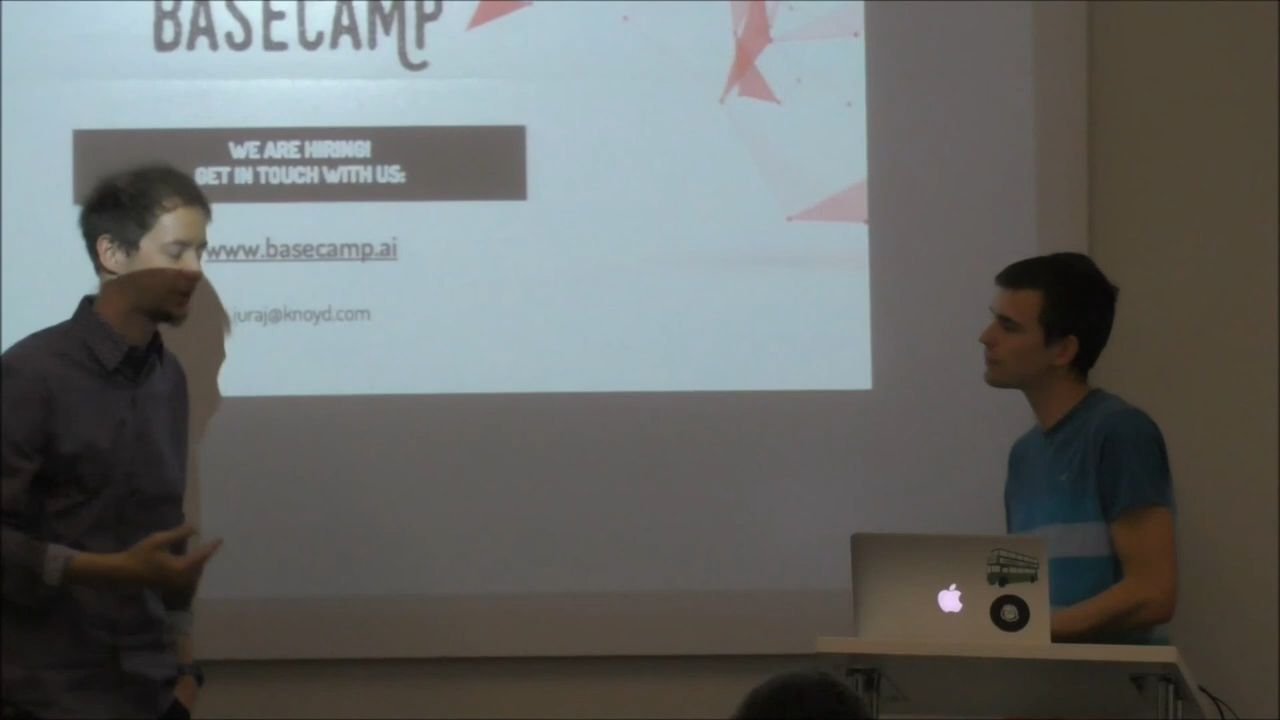 BASECAMP
WE ARE HIRING!
GET IN TOUCH WITH US:
www.basecamp.ai
juraj@knoyd.com